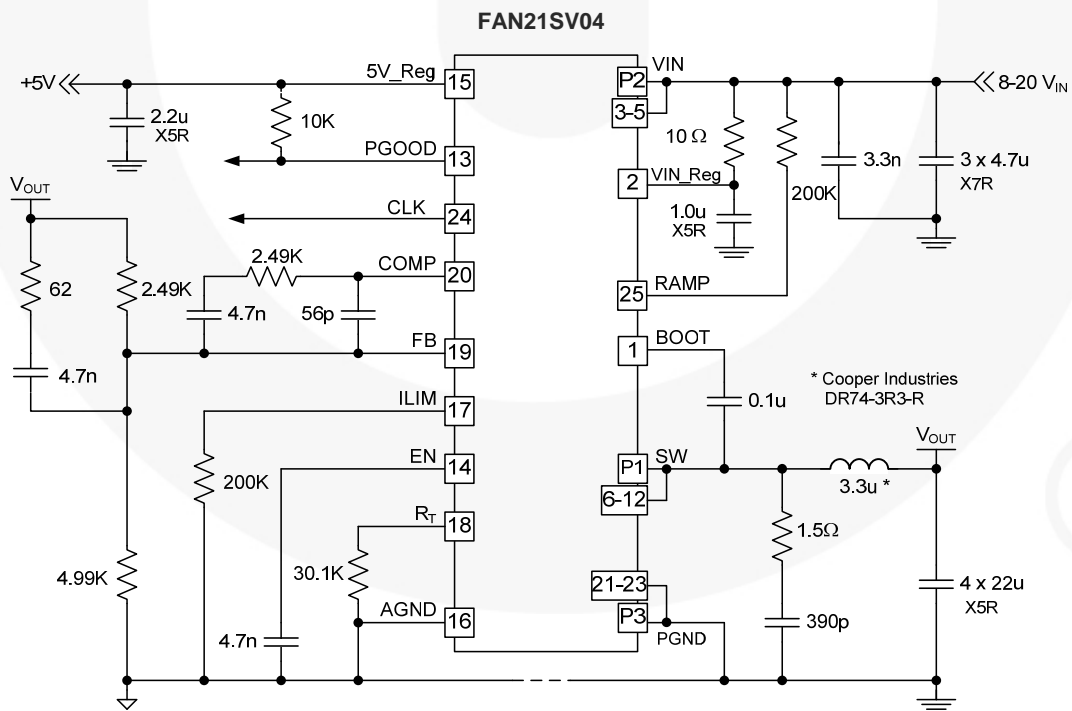 FAN21SV04
+5V
5V_Reg
15
P2
VIN
8-20 VIN
3-5
2.2u
X5R
10K
10 Ω
3.3n
3 x 4.7u
X7R
PGOOD
13
2
VIN_Reg
200K
VOUT
CLK
24
1.0u
X5R
2.49K
COMP
20
62
2.49K
4.7n
56p
25
RAMP
FB
19
1
BOOT
4.7n
* Cooper Industries
DR74-3R3-R
ILIM
17
0.1u
VOUT
EN
14
P1
SW
200K
6-12
3.3u *
RT
18
1.5Ω
4.99K
30.1K
21-23
4 x 22u
X5R
AGND
16
P3
PGND
390p
4.7n